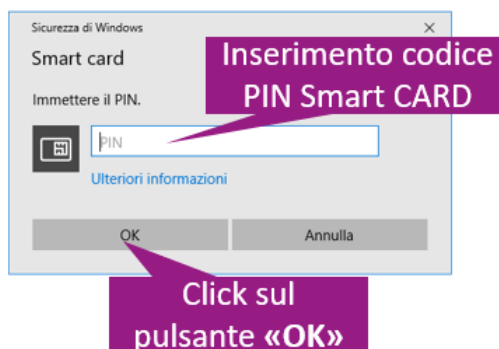 Sicurezza di Windows
Smart card
Inserimento codice
PIN Smart CARD
Immettere il PIN.
PIN
Ulteriori informazioni
OK
Annulla
Click sul
pulsante «OK»